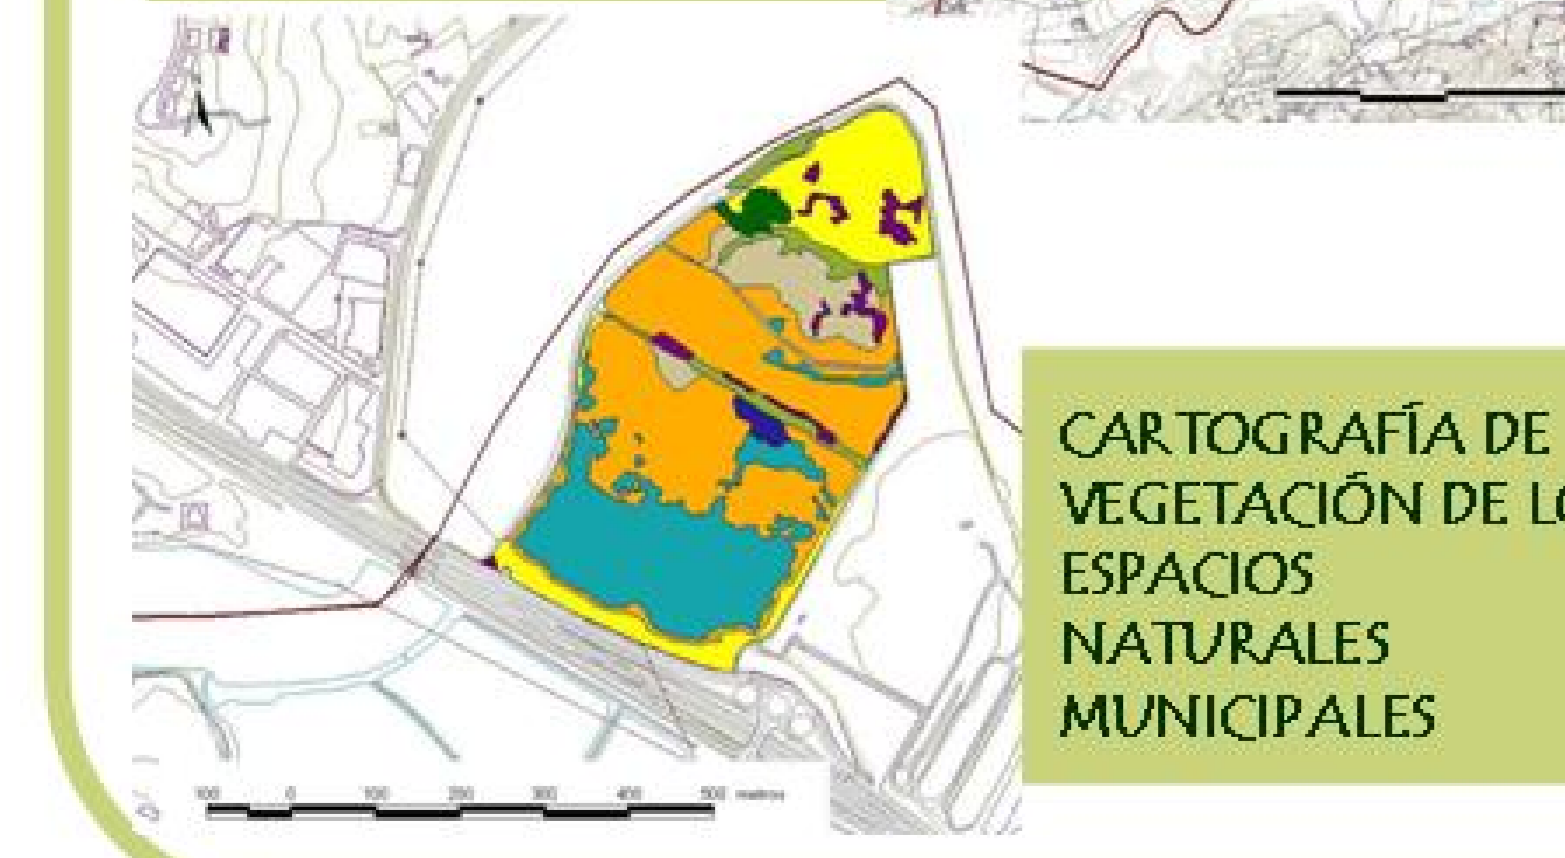 CARTOGRAFÍA DE
VEGETACIÓN DE LO
ESPACIOS
NATURALES
MUNICIPALES
100 0 100 200 300 400 500 metros